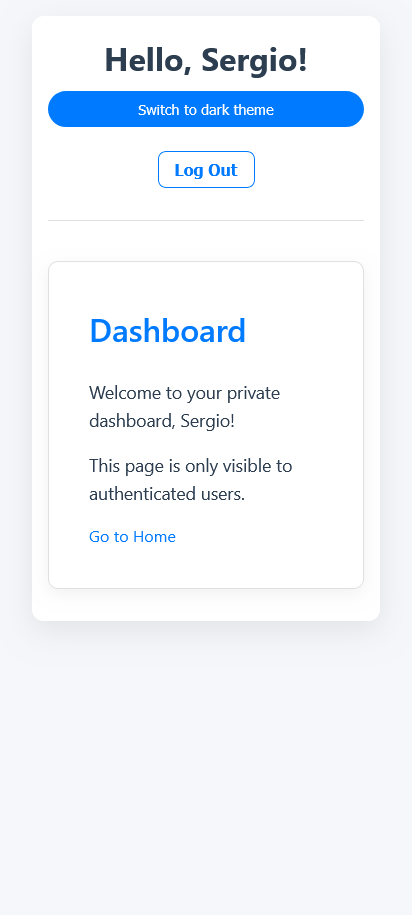 Hello, Sergio!
Switch to dark theme
Log Out
Dashboard
Welcome to your private
dashboard, Sergio!
This page is only visible to
authenticated users.
Go to Home